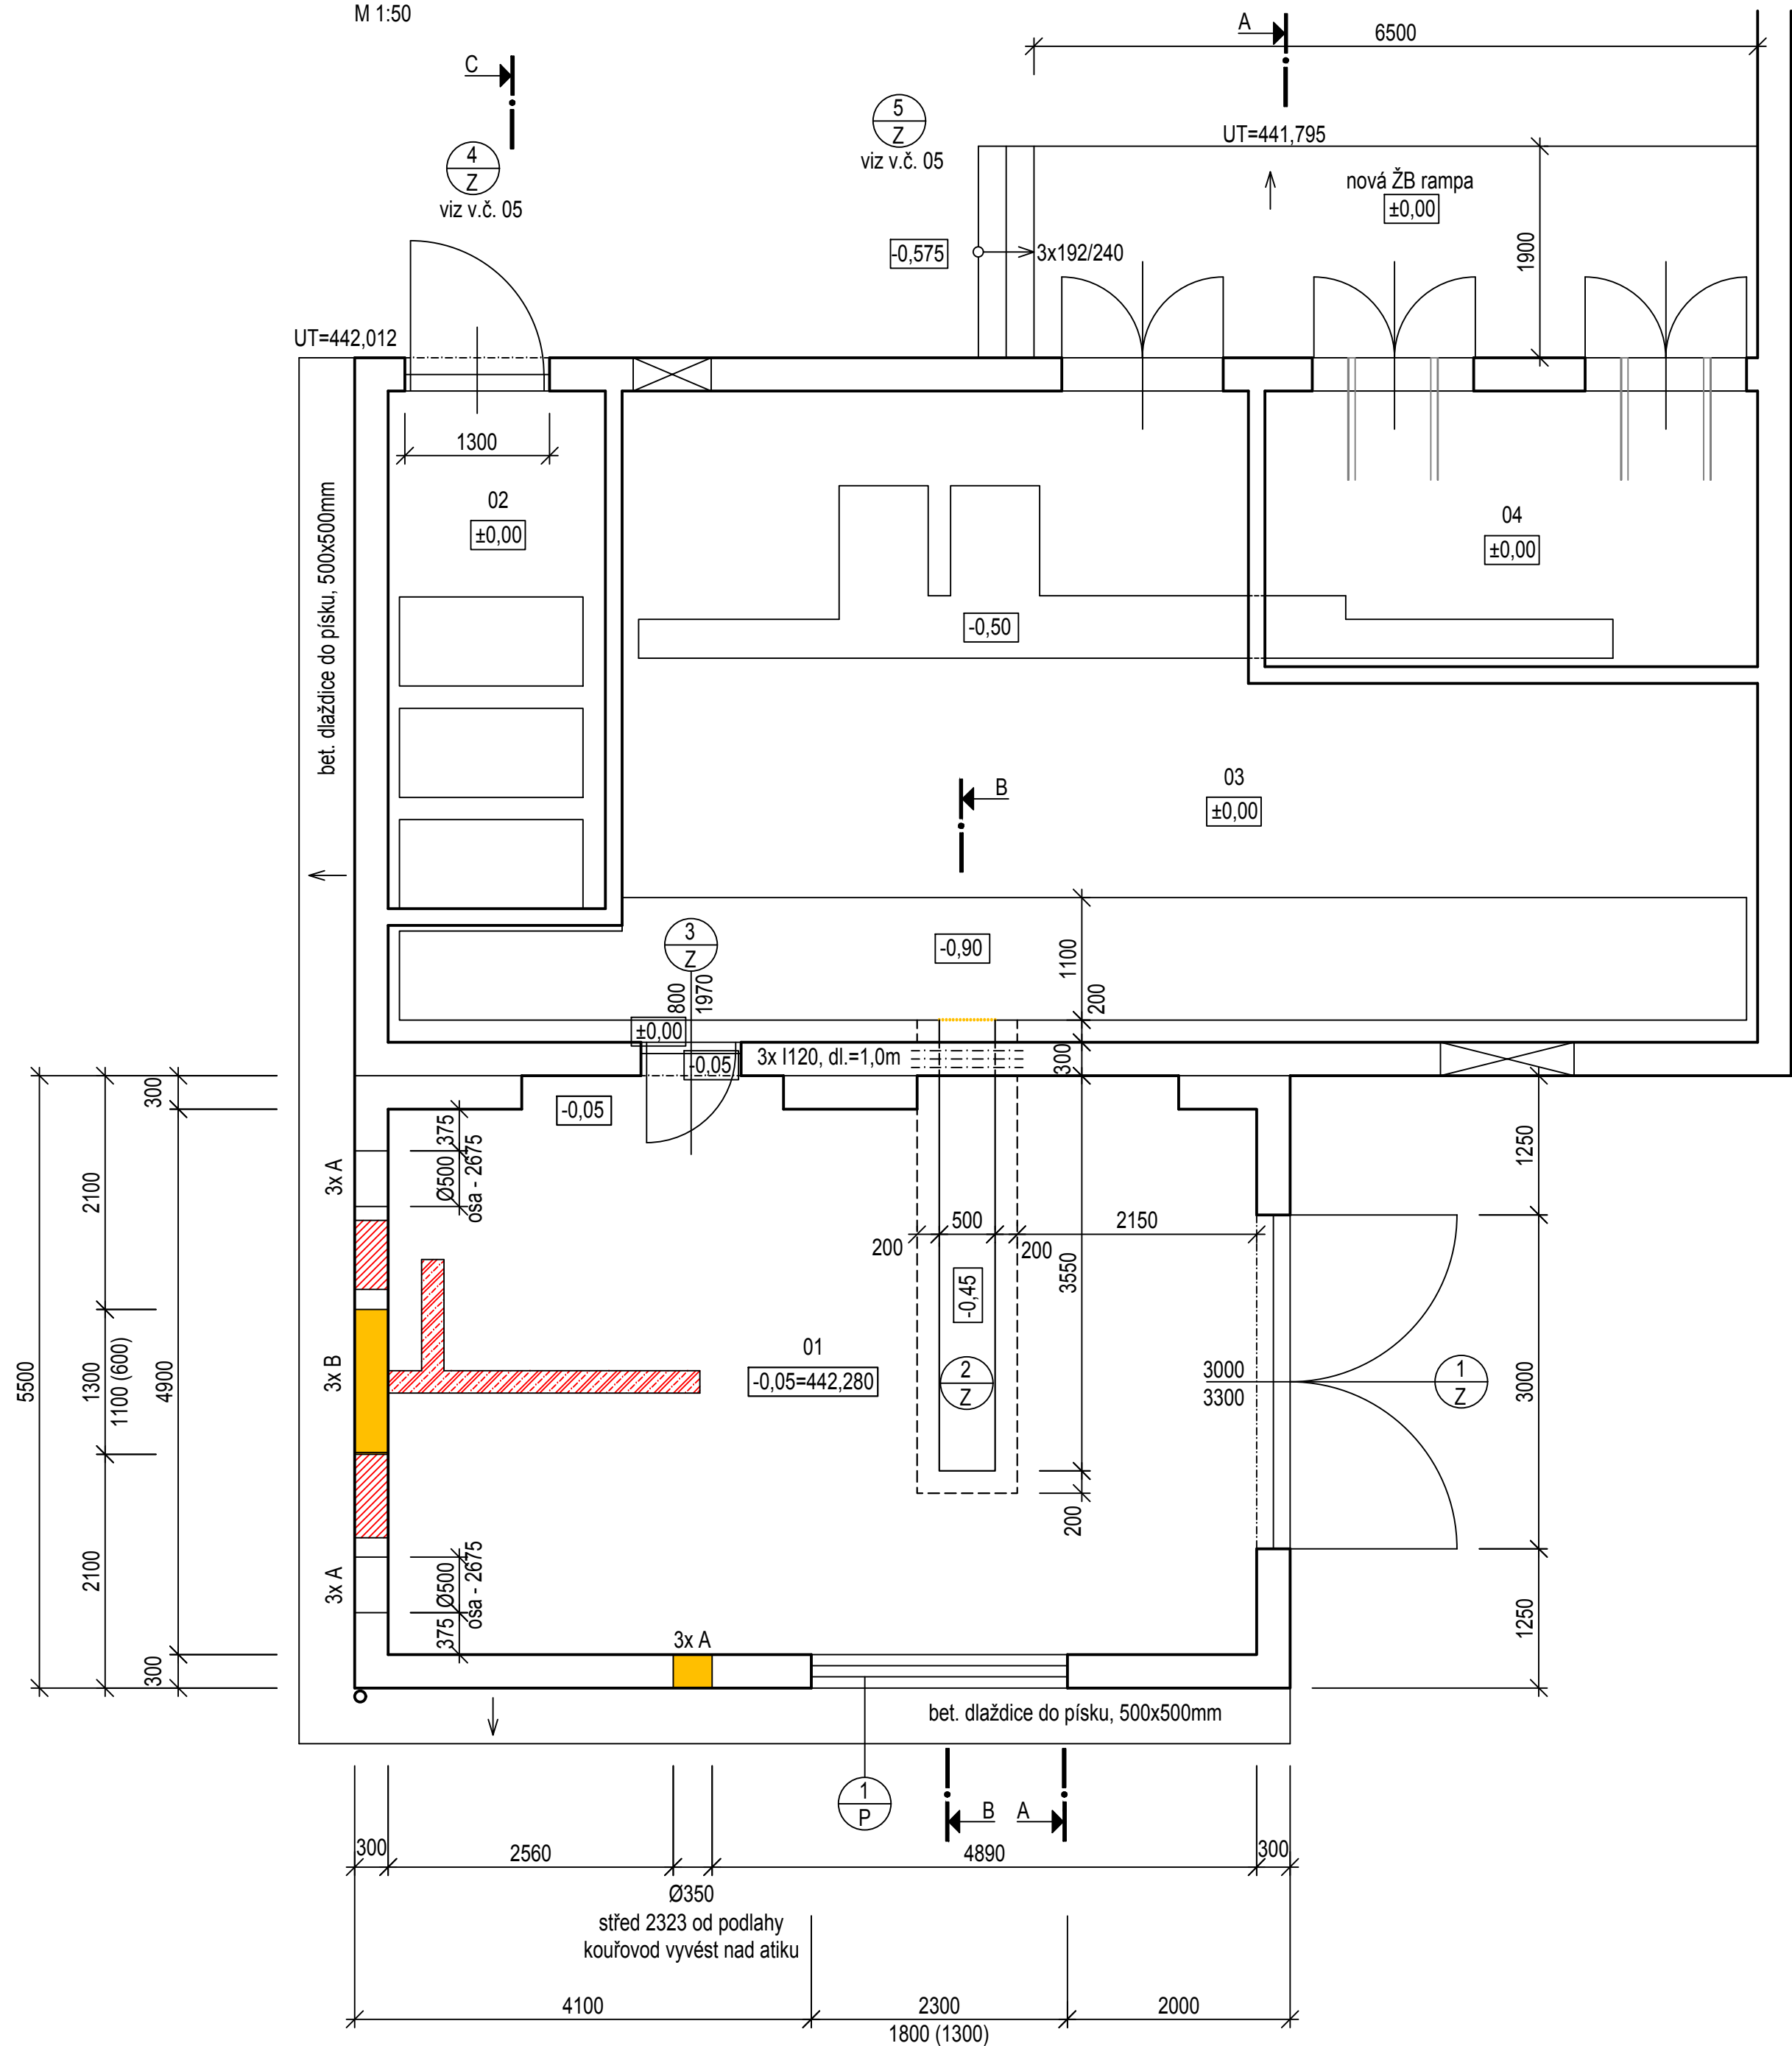 M 1:50
A
6500
C
5
Z
viz v.č. 05
UT=441,795
4
Z
viz v.č. 05
nová ŽB rampa
±0,00
1900
-0,575
3x192/240
UT=442,012
1300
bet. dlaždice do písku, 500x500mm
02
±0,00
04
±0,00
-0,50
03
±0,00
B
3
Z
-0,90
1100
200
800
1970
±0,00
-0,05
3x I120, dl.=1,0m
300
-0,05
300
375
Ø500
osa - 2675
3x A
2100
1250
500
2150
200
200
3550
-0,45
01
-0,05=442,280
2
Z
3000
3300
1
Z
3000
5500
1300
1100 (600)
4900
3x B
200
2100
3x A
Ø500
375
osa - 2675
1250
300
3x A
bet. dlaždice do písku, 500x500mm
1
P
B
A
300
2560
4890
300
Ø350
střed 2323 od podlahy
kouřovod vyvést nad atiku
4100
2300
2000
1800 (1300)